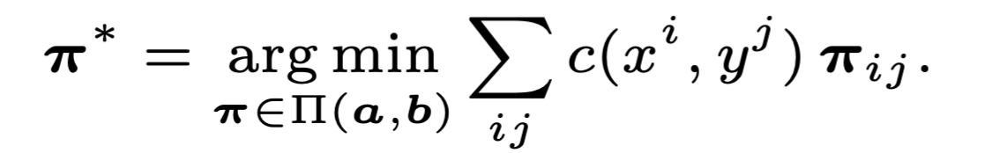 𝝅* = arg min_{𝝅∈Π(𝒂,𝒃)} ∑_{ij} c(x^i, y^j) 𝝅_{ij}.